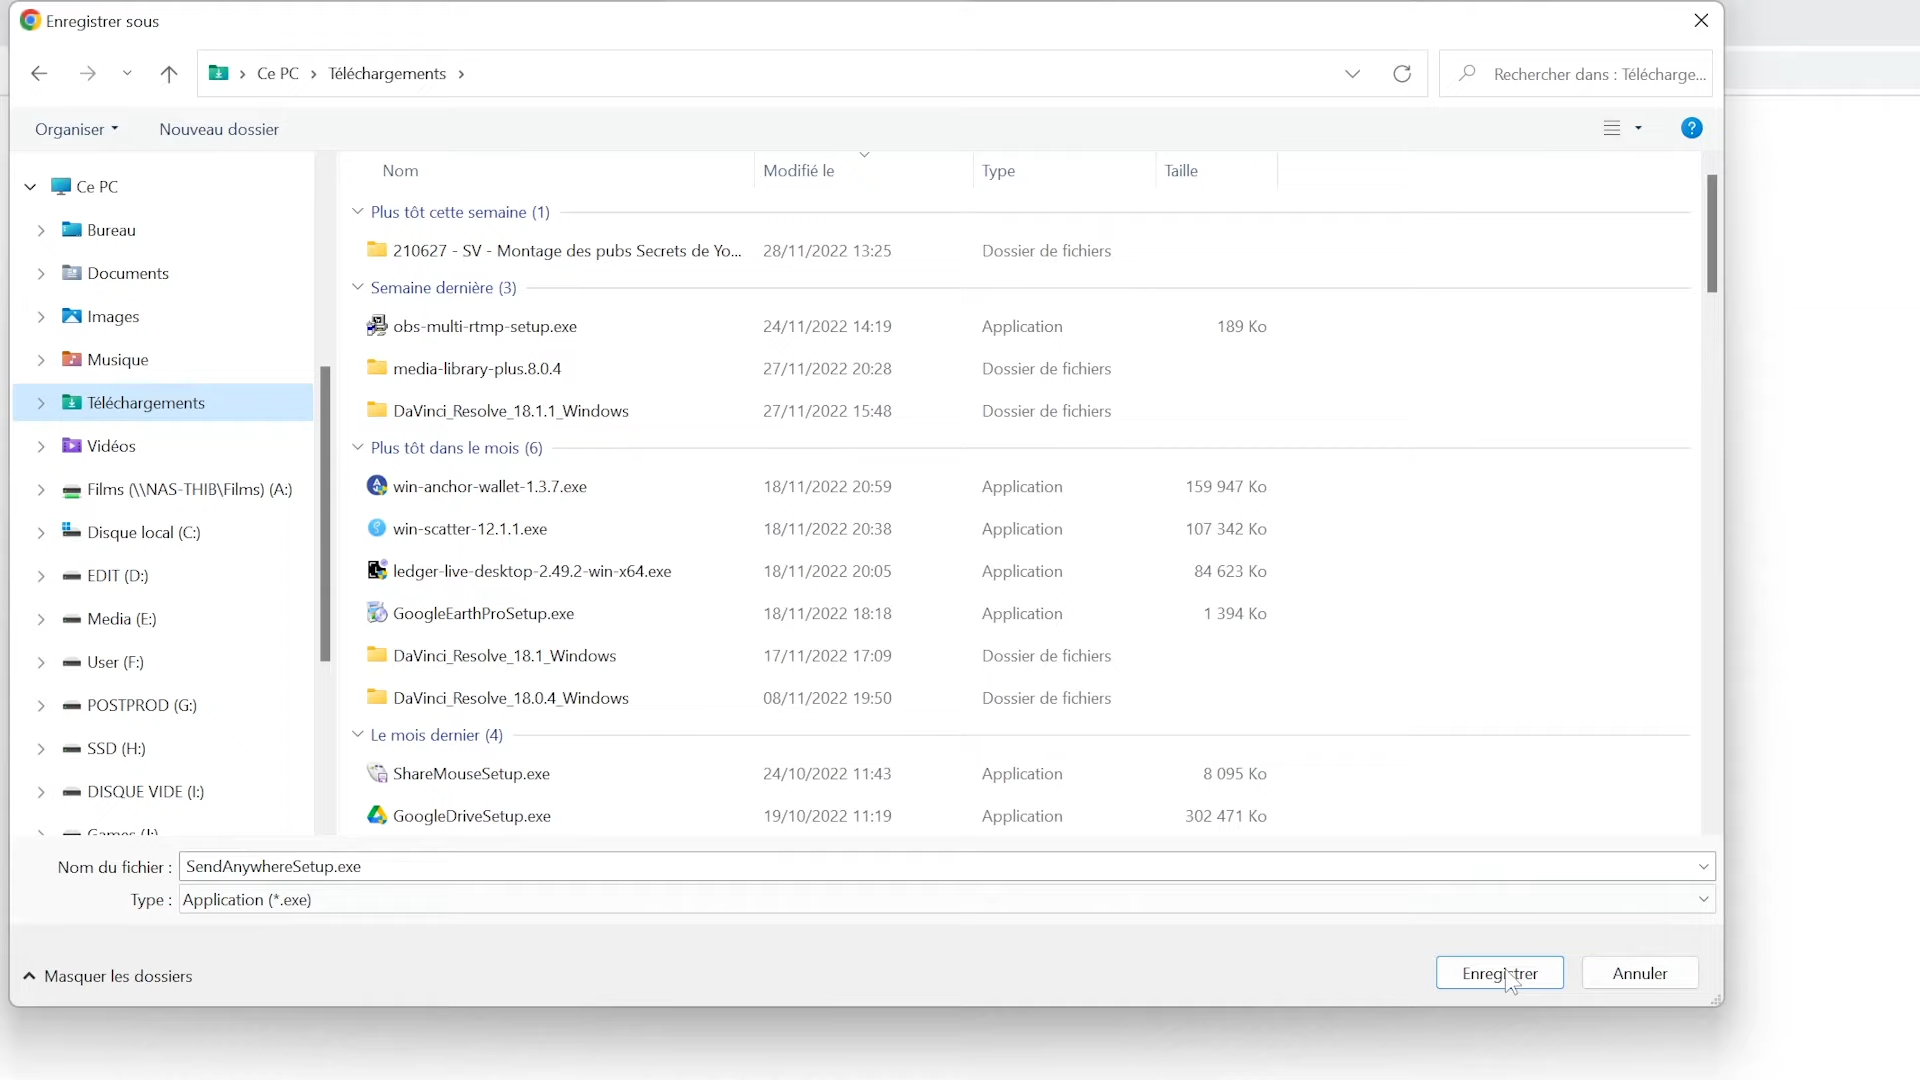 Enregistrer sous
Ce PC > Téléchargements >
Rechercher dans : Télécharge...
Organiser
Nouveau dossier
?
Nom Modifié le Type Taille
Ce PC
Bureau
Documents
Images
Musique
Téléchargements
Vidéos
Films (\\NAS-THIB\Films) (A:)
Disque local (C:)
EDIT (D:)
Media (E:)
User (F:)
POSTPROD (G:)
SSD (H:)
DISQUE VIDE (I:)
Games (J:)
Plus tôt cette semaine (1)
210627 - SV - Montage des pubs Secrets de Yo... 28/11/2022 13:25 Dossier de fichiers
Semaine dernière (3)
obs-multi-rtmp-setup.exe 24/11/2022 14:19 Application 189 Ko
media-library-plus.8.0.4 27/11/2022 20:28 Dossier de fichiers
DaVinci_Resolve_18.1.1_Windows 27/11/2022 15:48 Dossier de fichiers
Plus tôt dans le mois (6)
win-anchor-wallet-1.3.7.exe 18/11/2022 20:59 Application 159 947 Ko
win-scatter-12.1.1.exe 18/11/2022 20:38 Application 107 342 Ko
ledger-live-desktop-2.49.2-win-x64.exe 18/11/2022 20:05 Application 84 623 Ko
GoogleEarthProSetup.exe 18/11/2022 18:18 Application 1 394 Ko
DaVinci_Resolve_18.1_Windows 17/11/2022 17:09 Dossier de fichiers
DaVinci_Resolve_18.0.4_Windows 08/11/2022 19:50 Dossier de fichiers
Le mois dernier (4)
ShareMouseSetup.exe 24/10/2022 11:43 Application 8 095 Ko
GoogleDriveSetup.exe 19/10/2022 11:19 Application 302 471 Ko
Nom du fichier : SendAnywhereSetup.exe
Type : Application (*.exe)
Masquer les dossiers
Enregistrer
Annuler